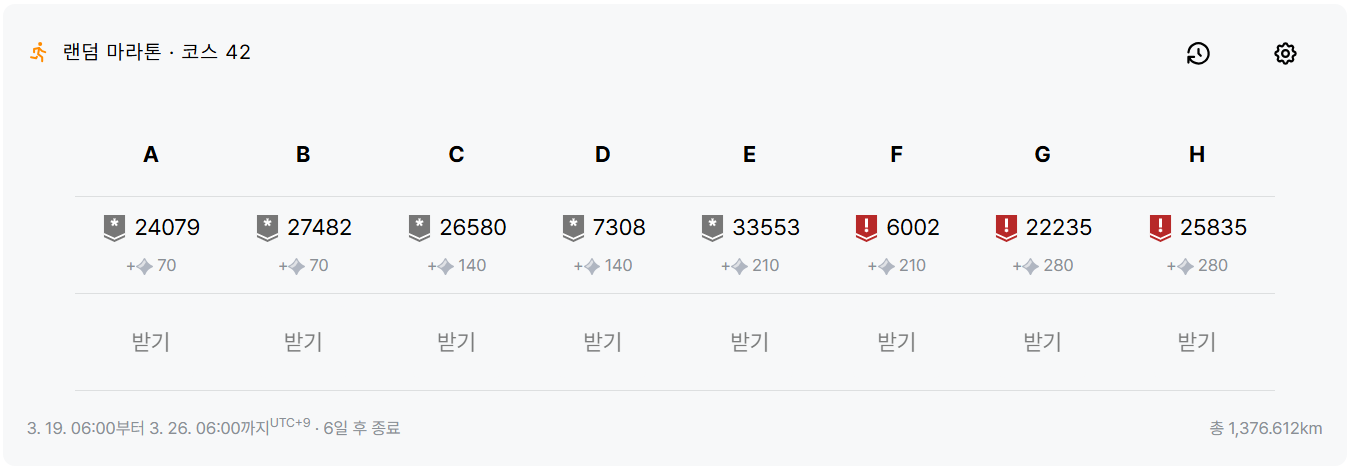 랜덤 마라톤 · 코스 42
A B C D E F G H
* 24079 * 27482 * 26580 * 7308 * 33553 ! 6002 ! 22235 ! 25835
+70 +70 +140 +140 +210 +210 +280 +280
받기 받기 받기 받기 받기 받기 받기 받기
3. 19. 06:00부터 3. 26. 06:00까지UTC+9 · 6일 후 종료 총 1,376.612km